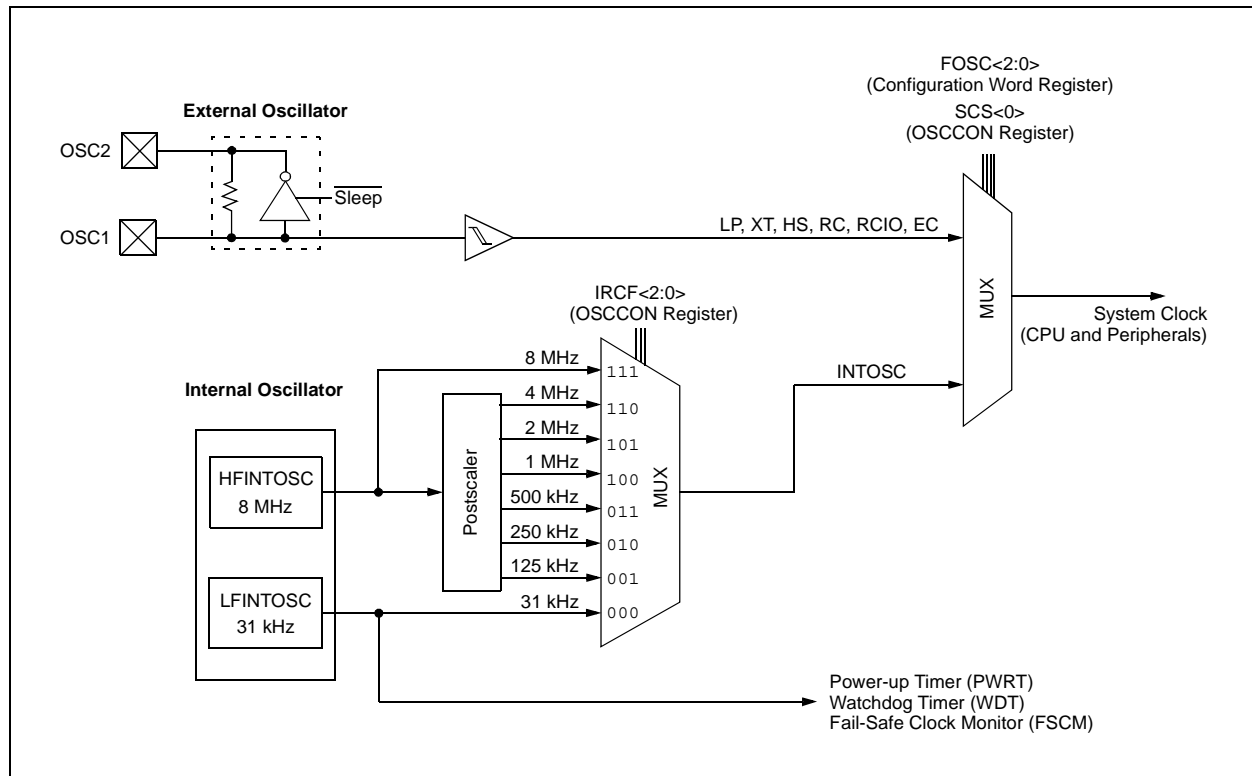 FOSC<2:0>
(Configuration Word Register)
SCS<0>
(OSCCON Register)
External Oscillator
OSC2
Sleep
OSC1
LP, XT, HS, RC, RCIO, EC
IRCF<2:0>
(OSCCON Register)
MUX
System Clock
(CPU and Peripherals)
INTOSC
Internal Oscillator
HFINTOSC
8 MHz
LFINTOSC
31 kHz
Postscaler
8 MHz
111
4 MHz
110
2 MHz
101
1 MHz
100
500 kHz
011
250 kHz
010
125 kHz
001
31 kHz
000
MUX
Power-up Timer (PWRT)
Watchdog Timer (WDT)
Fail-Safe Clock Monitor (FSCM)